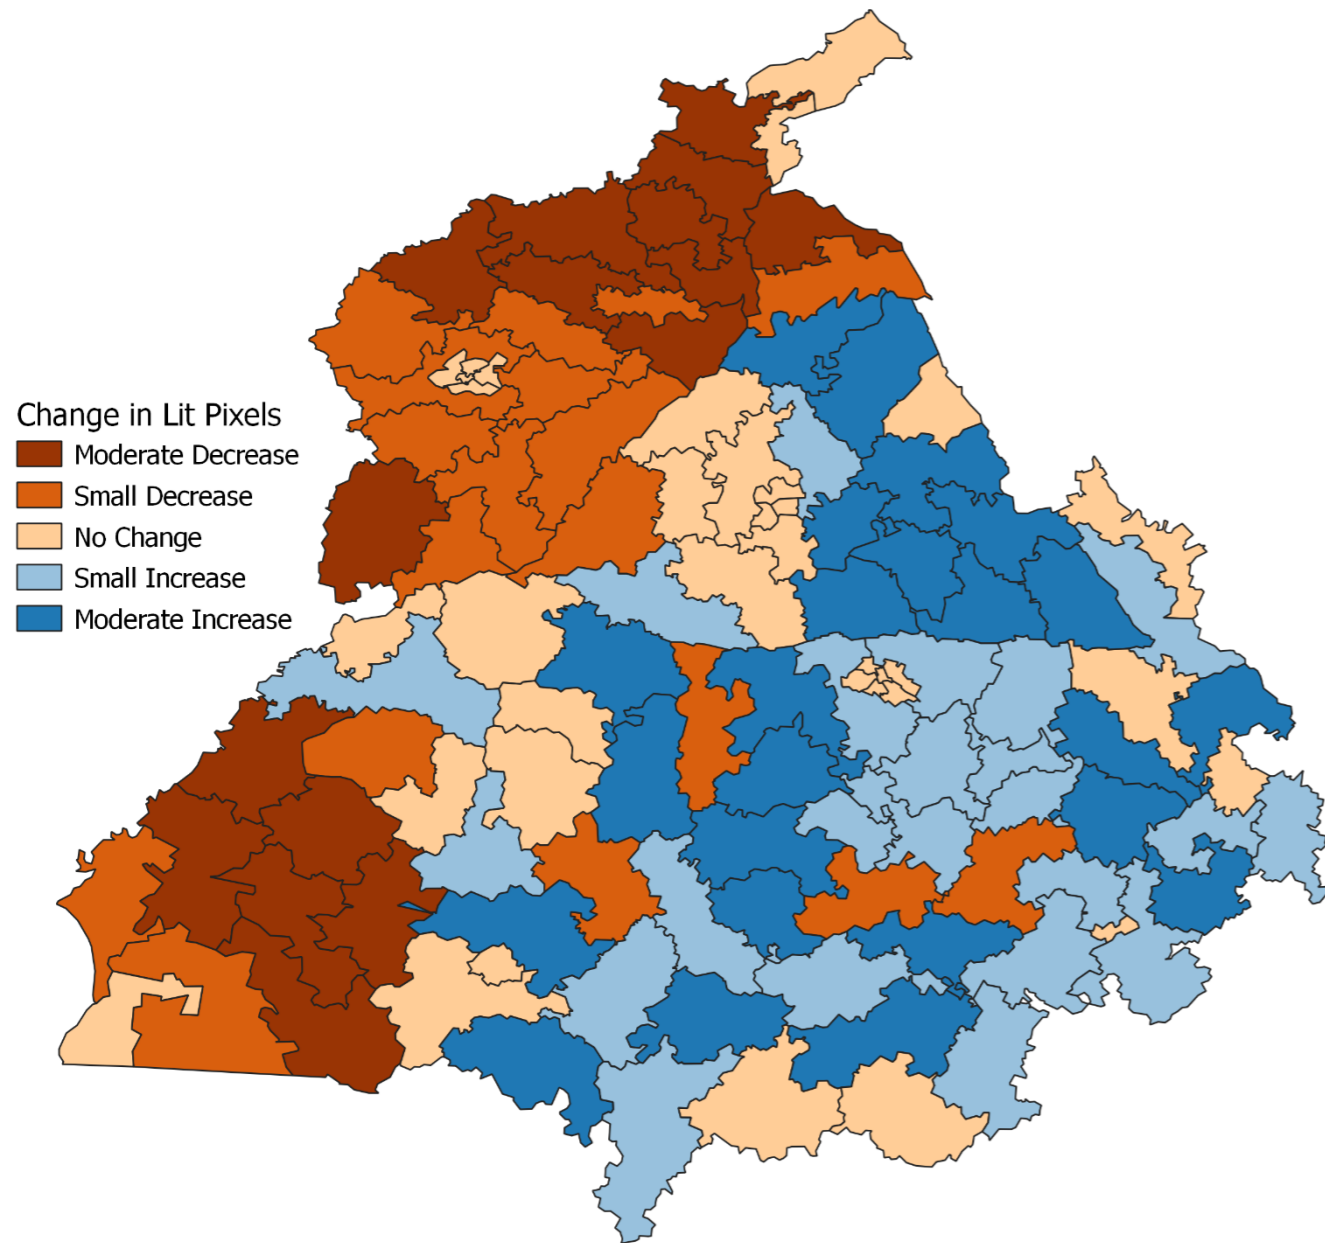 Change in Lit Pixels
Moderate Decrease
Small Decrease
No Change
Small Increase
Moderate Increase